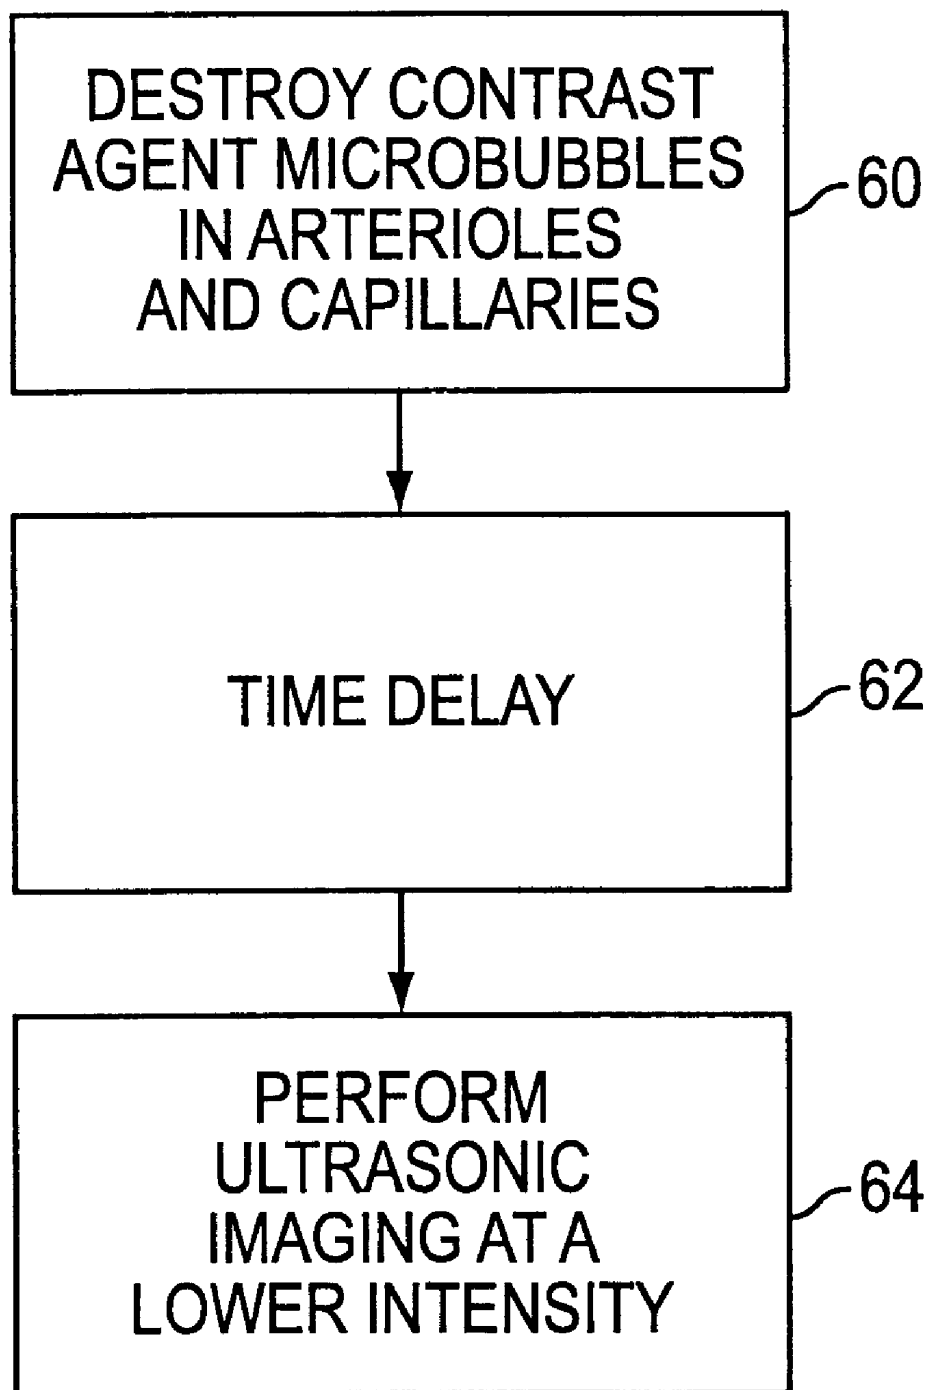 DESTROY CONTRAST
AGENT MICROBUBBLES
IN ARTERIOLES
AND CAPILLARIES
60
TIME DELAY
62
PERFORM
ULTRASONIC
IMAGING AT A
LOWER INTENSITY
64